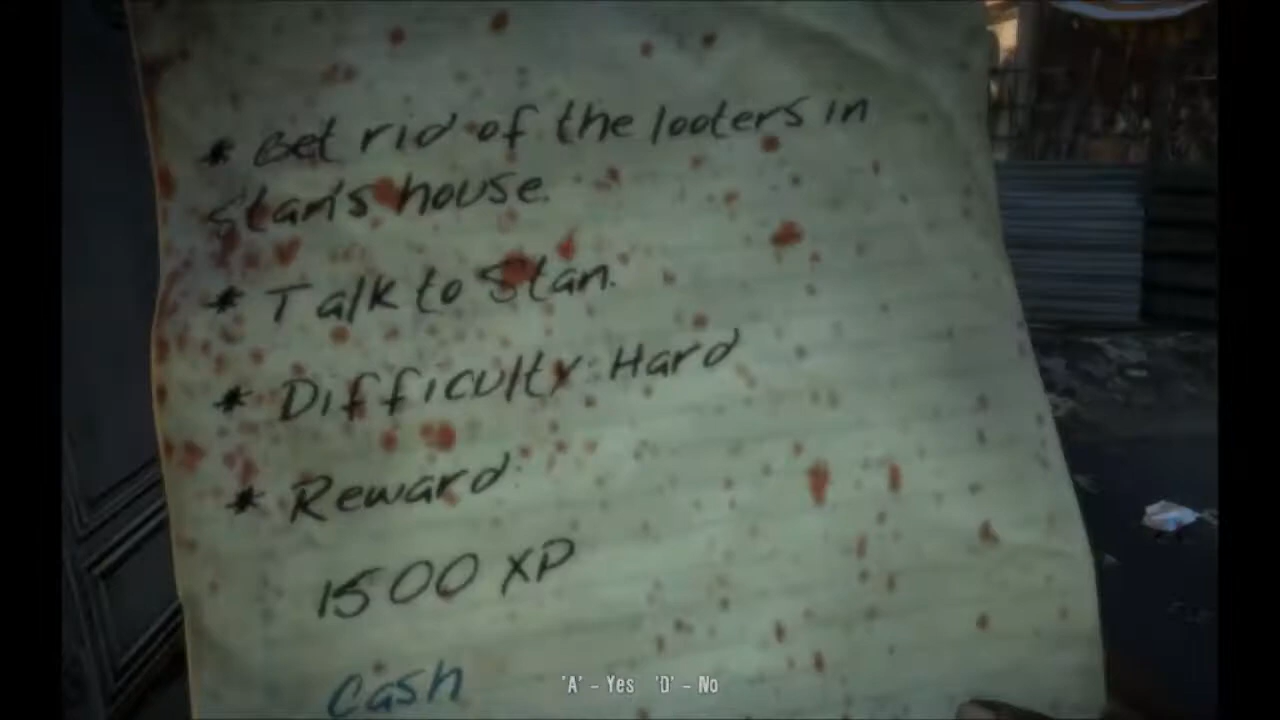 * Get rid of the looters in
Stan's house.
* Talk to Stan.
* Difficulty: Hard
* Reward:
1500 XP
Cash
'A' - Yes 'D' - No